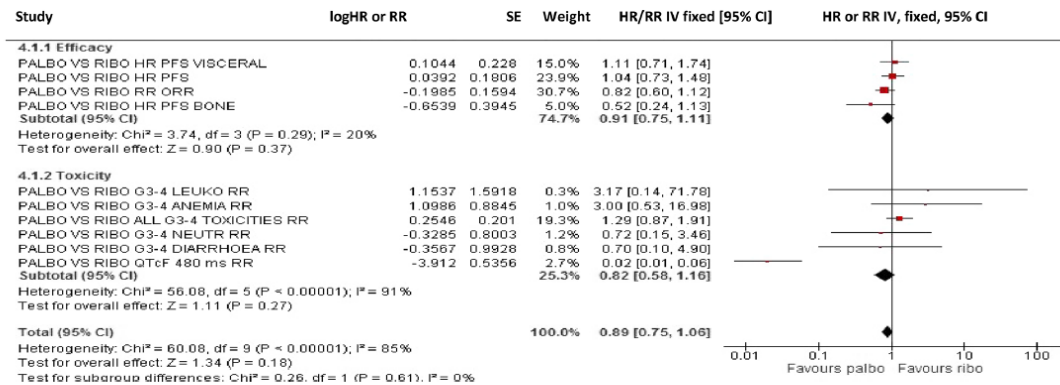 Study logHR or RR SE Weight HR/RR IV fixed [95% CI] HR or RR IV, fixed, 95% CI
4.1.1 Efficacy
PALBO VS RIBO HR PFS VISCERAL 0.1044 0.228 15.0% 1.11 [0.71, 1.74]
PALBO VS RIBO HR PFS 0.0392 0.1806 23.9% 1.04 [0.73, 1.48]
PALBO VS RIBO RR ORR -0.1985 0.1594 30.7% 0.82 [0.60, 1.12]
PALBO VS RIBO HR PFS BONE -0.6539 0.3945 5.0% 0.52 [0.24, 1.13]
Subtotal (95% CI) 74.7% 0.91 [0.75, 1.11]
Heterogeneity: Chi² = 3.74, df = 3 (P = 0.29); I² = 20%
Test for overall effect: Z = 0.90 (P = 0.37)
4.1.2 Toxicity
PALBO VS RIBO G3-4 LEUKO RR 1.1537 1.5918 0.3% 3.17 [0.14, 71.78]
PALBO VS RIBO G3-4 ANEMIA RR 1.0986 0.8845 1.0% 3.00 [0.53, 16.98]
PALBO VS RIBO ALL G3-4 TOXICITIES RR 0.2546 0.201 19.3% 1.29 [0.87, 1.91]
PALBO VS RIBO G3-4 NEUTR RR -0.3285 0.8003 1.2% 0.72 [0.15, 3.46]
PALBO VS RIBO G3-4 DIARRHOEA RR -0.3567 0.9928 0.8% 0.70 [0.10, 4.90]
PALBO VS RIBO QTcF 480 ms RR -3.912 0.5356 2.7% 0.02 [0.01, 0.06]
Subtotal (95% CI) 25.3% 0.82 [0.58, 1.16]
Heterogeneity: Chi² = 56.08, df = 5 (P < 0.00001); I² = 91%
Test for overall effect: Z = 1.11 (P = 0.27)
Total (95% CI) 100.0% 0.89 [0.75, 1.06]
Heterogeneity: Chi² = 60.08, df = 9 (P < 0.00001); I² = 85%
Test for overall effect: Z = 1.34 (P = 0.18)
Test for subgroup differences: Chi² = 0.26, df = 1 (P = 0.61), I² = 0%
0.01 0.1 1 10 100
Favours palbo Favours ribo